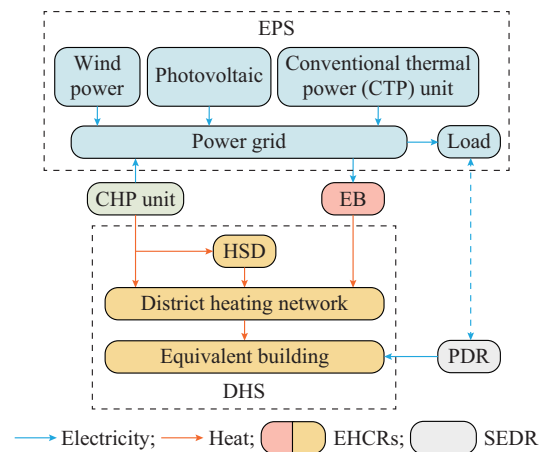 EPS
Wind power
Photovoltaic
Conventional thermal power (CTP) unit
Power grid
Load
CHP unit
EB
HSD
District heating network
Equivalent building
PDR
DHS
Electricity; Heat; EHCRs; SEDR